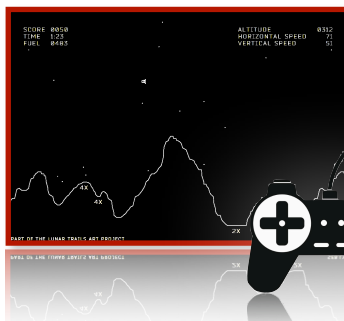 SCORE 0050
TIME 1:23
FUEL 0483
ALTITUDE 0312
HORIZONTAL SPEED 71
VERTICAL SPEED 51
4X
4X
2X
PART OF THE LUNAR TRAILS ART PROJECT